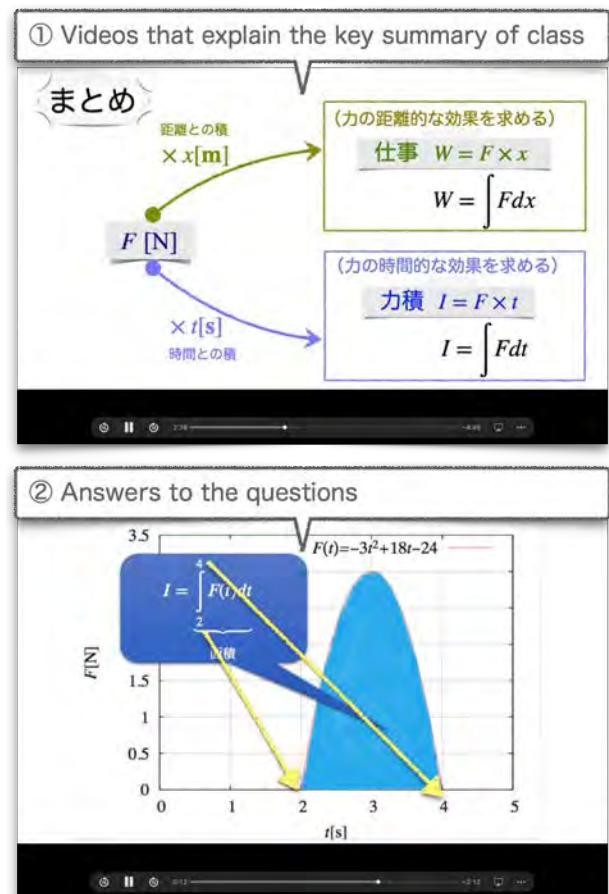 ① Videos that explain the key summary of class
まとめ
距離との積
× x[m]
F [N]
× t[s]
時間との積
(力の距離的な効果を求める)
仕事 W = F × x
W = ∫Fdx
(力の時間的な効果を求める)
力積 I = F × t
I = ∫Fdt
② Answers to the questions
F(t)=−3t²+18t−24
3.5
I = ∫₂⁴ F(t)dt
面積
F[N]
1.5
1
0.5
0
0 1 2 3 4 5
t[s]